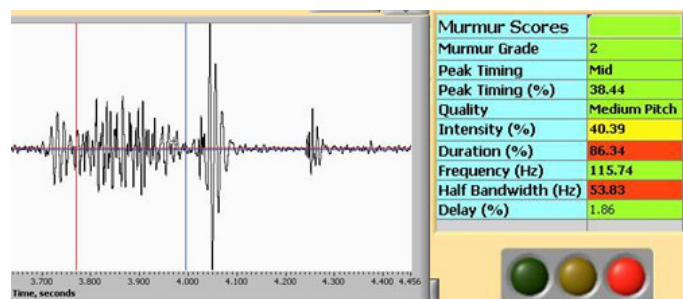 Murmur Scores
Murmur Grade 2
Peak Timing Mid
Peak Timing (%) 38.44
Quality Medium Pitch
Intensity (%) 40.39
Duration (%) 86.34
Frequency (Hz) 115.74
Half Bandwidth (Hz) 53.83
Delay (%) 1.86
3.700 3.800 3.900 4.000 4.100 4.200 4.300 4.456
Time, seconds